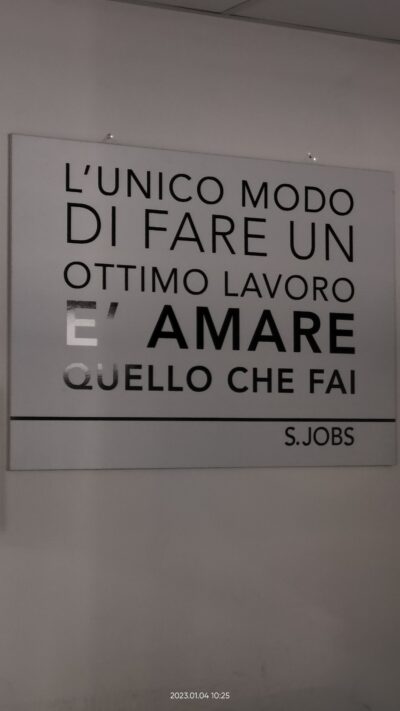 L'UNICO MODO
DI FARE UN
OTTIMO LAVORO
E' AMARE
QUELLO CHE FAI
S.JOBS
2023.01.04 10:25